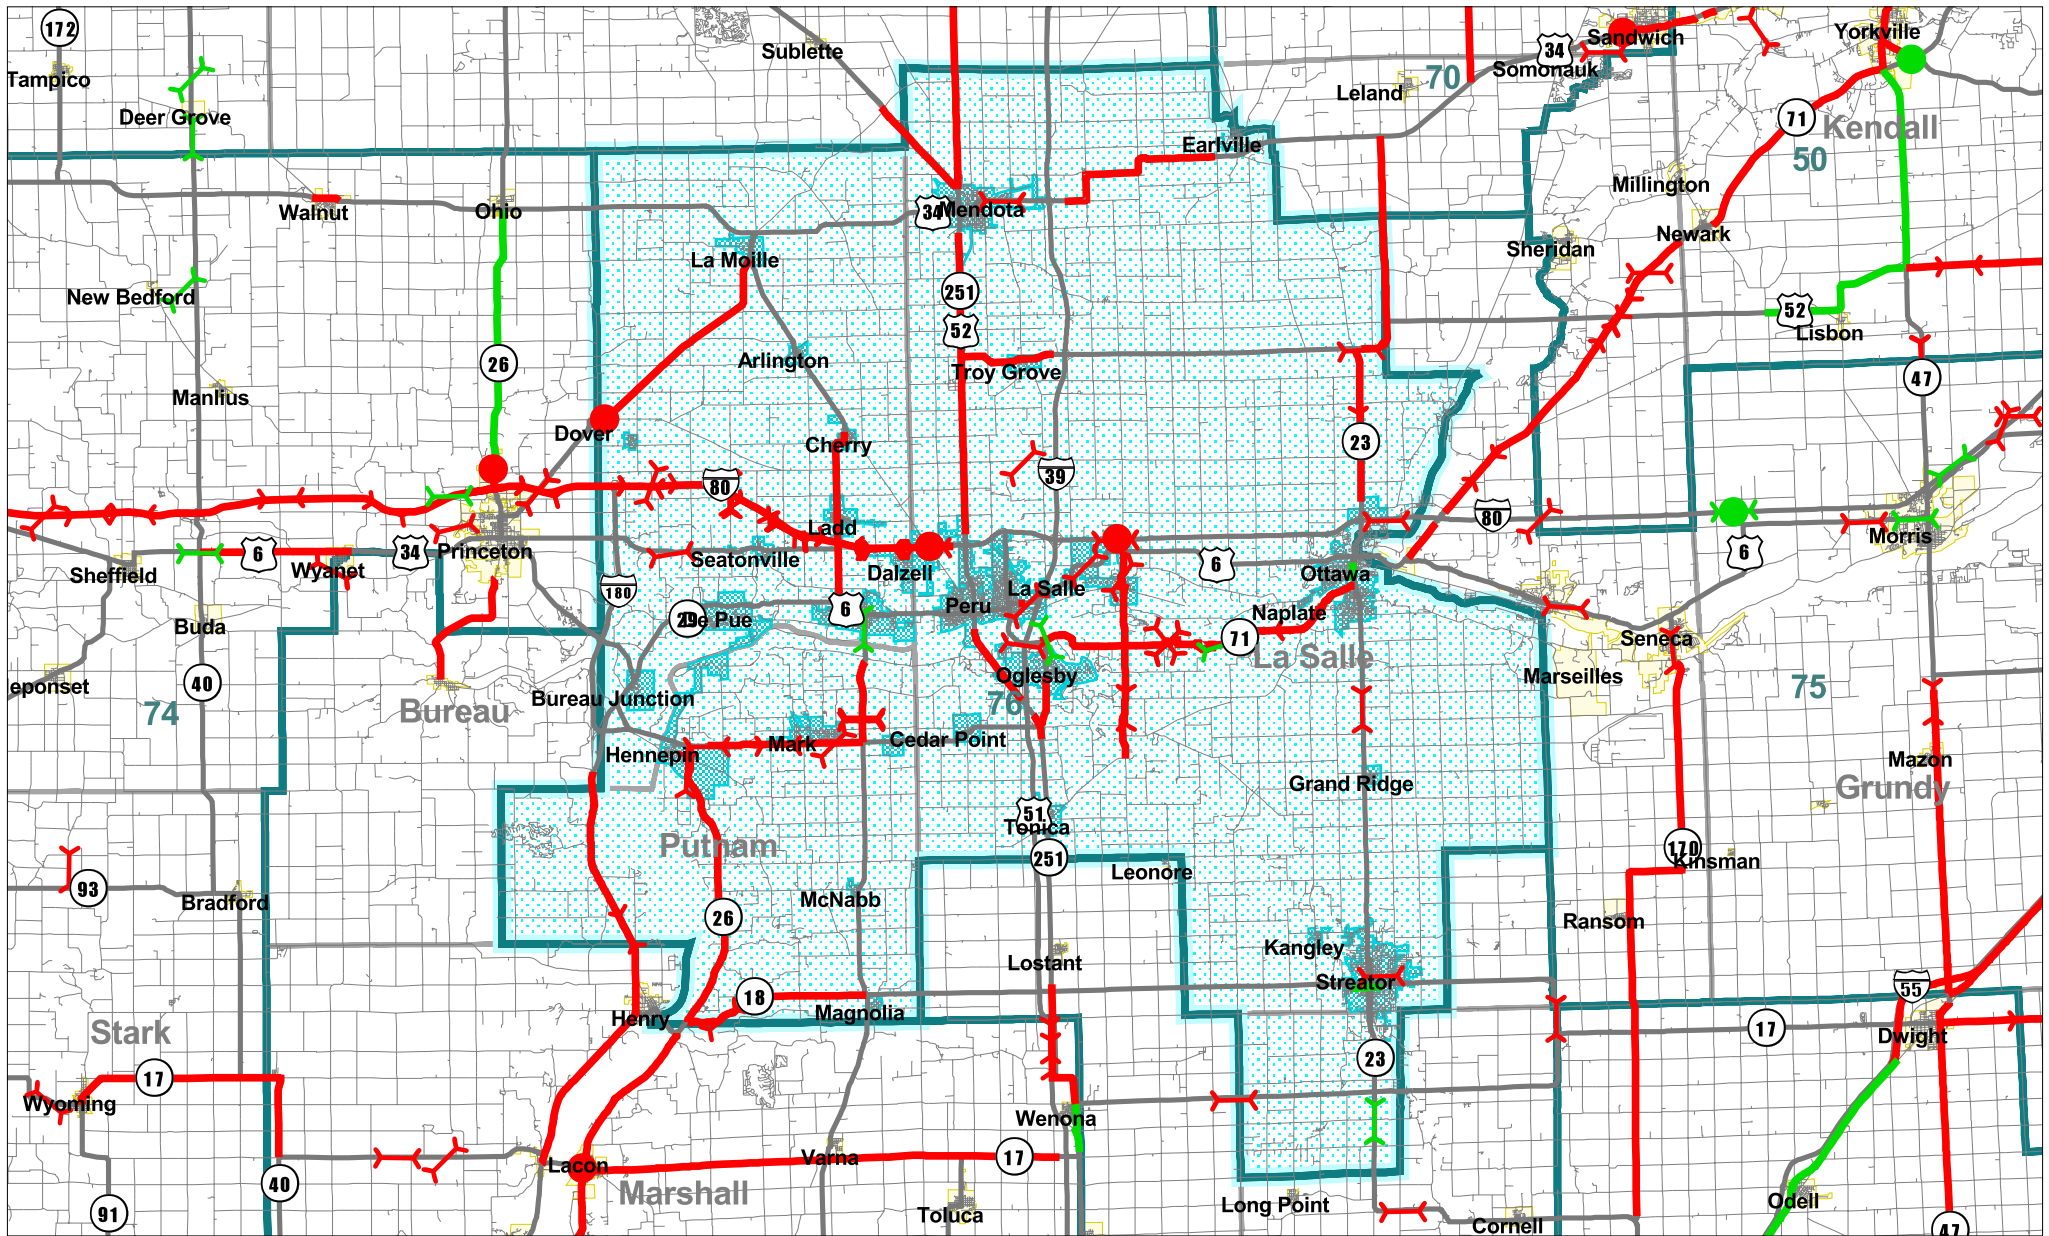 172
Tampico
Deer Grove
Sublette
34
Sandwich
Somonauk
Yorkville
70
Leland
71
Kendall
50
Earlville
Millington
Walnut
Ohio
34
Mendota
Newark
Sheridan
La Moille
New Bedford
251
52
52
Lisbon
26
Arlington
Troy Grove
47
Manlius
Dover
Cherry
23
39
80
80
Ladd
6
34
Princeton
Seatonville
Dalzell
6
6
Morris
Sheffield
Wyanet
La Salle
Ottawa
180
Peru
6
Naplate
29
De Pue
Buda
71
Seneca
La Salle
eponset
40
Bureau Junction
Oglesby
Marseilles
74
Bureau
76
75
Hennepin
Mark
Cedar Point
Mazon
Grand Ridge
Grundy
51
Tonica
Putnam
251
170
Kinsman
93
Leonore
Bradford
McNabb
26
Ransom
Kangley
Lostant
Streator
55
18
Henry
Magnolia
Stark
17
Dwight
17
23
Wyoming
Wenona
Lacon
Varna
17
40
Marshall
Long Point
Odell
91
Toluca
Cornell
47